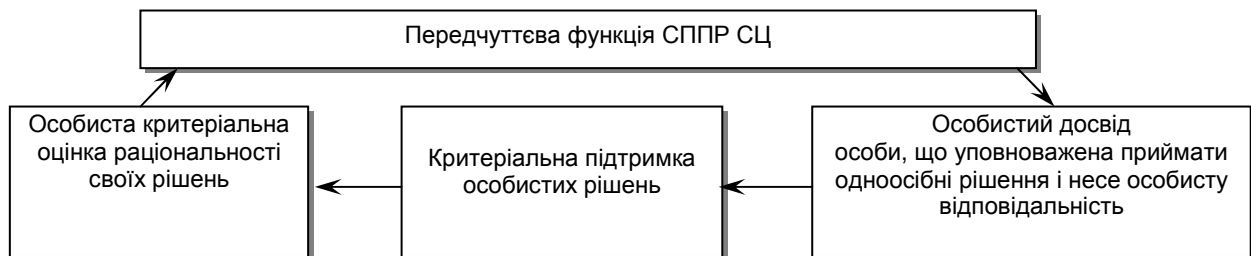 Передчуттєва функція СППР СЦ
Особиста критеріальна
оцінка раціональності
своїх рішень
Критеріальна підтримка
особистих рішень
Особистий досвід
особи, що уповноважена приймати
одноосібні рішення і несе особисту
відповідальність